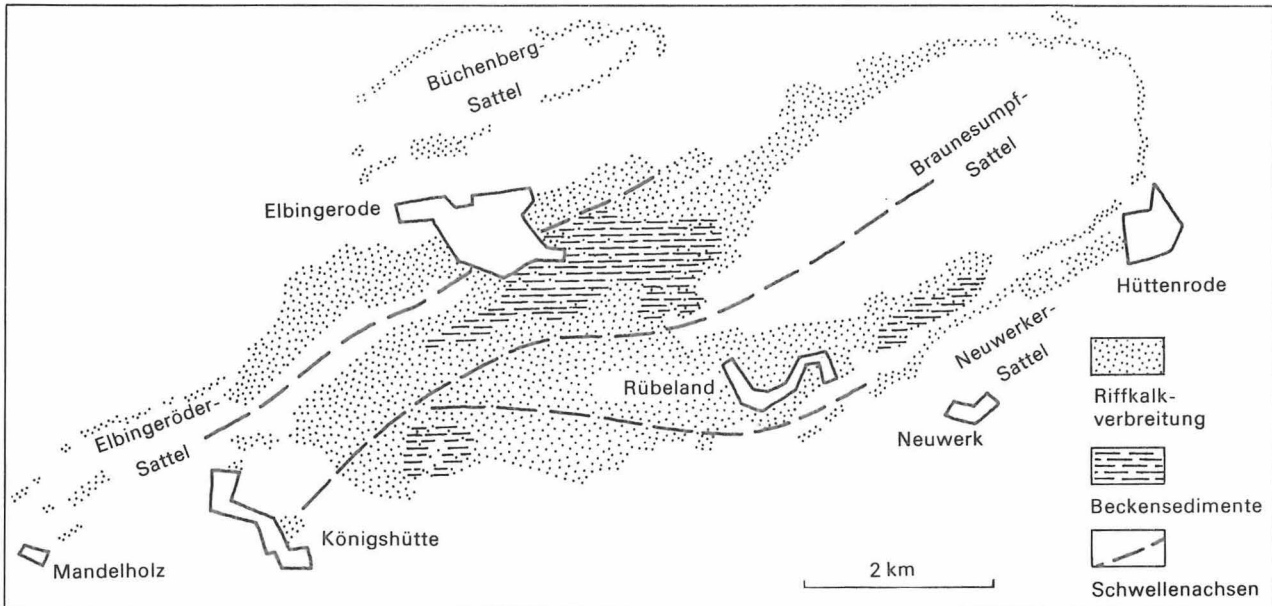 Büchenberg-
Sattel
Braunesumpf-
Sattel
Elbingerode
Hüttenrode
Neuwerker-
Sattel
Rübeland
Neuwerk
Elbingeröder-
Sattel
Königshütte
Mandelholz
2 km
Riffkalk-
verbreitung
Beckensedimente
Schwellenachsen